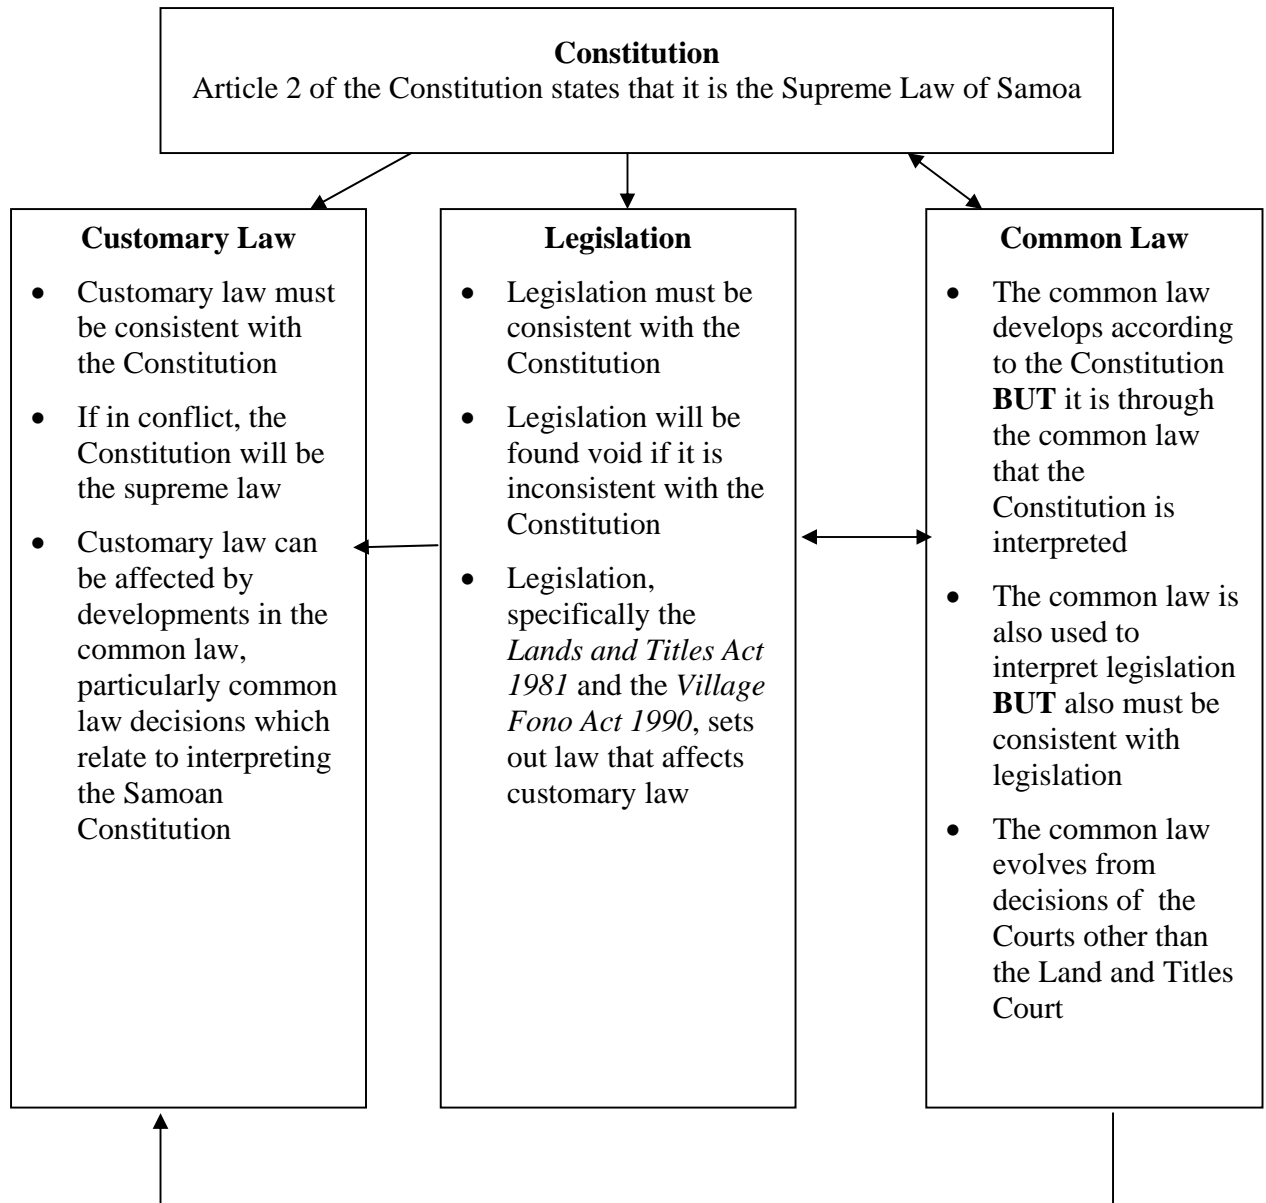 Constitution
Article 2 of the Constitution states that it is the Supreme Law of Samoa
Customary Law
• Customary law must
be consistent with
the Constitution
• If in conflict, the
Constitution will be
the supreme law
• Customary law can
be affected by
developments in the
common law,
particularly common
law decisions which
relate to interpreting
the Samoan
Constitution
Legislation
• Legislation must be
consistent with the
Constitution
• Legislation will be
found void if it is
inconsistent with the
Constitution
• Legislation,
specifically the
Lands and Titles Act
1981 and the Village
Fono Act 1990, sets
out law that affects
customary law
Common Law
• The common law
develops according
to the Constitution
BUT it is through
the common law
that the
Constitution is
interpreted
• The common law is
also used to
interpret legislation
BUT also must be
consistent with
legislation
• The common law
evolves from
decisions of the
Courts other than
the Land and Titles
Court